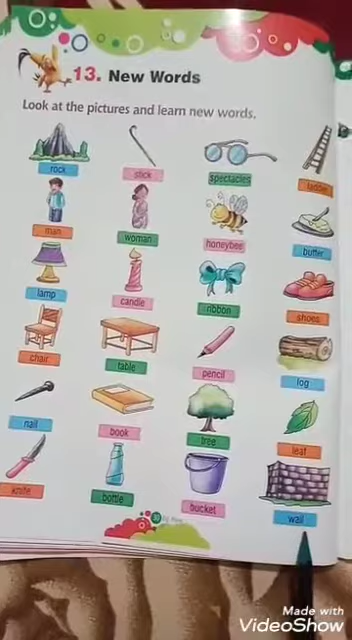 13. New Words
Look at the pictures and learn new words.
rock stick spectacles ladder
man woman honeybee butter
lamp candle ribbon shoes
chair table pencil log
nail book tree leaf
knife bottle bucket wall
Made with
VideoShow